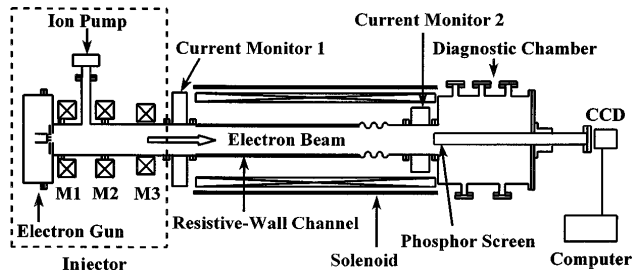 Ion Pump
Current Monitor 1
Current Monitor 2
Diagnostic Chamber
CCD
Electron Beam
M1 M2 M3
Resistive-Wall Channel
Electron Gun
Solenoid
Phosphor Screen
Computer
Injector